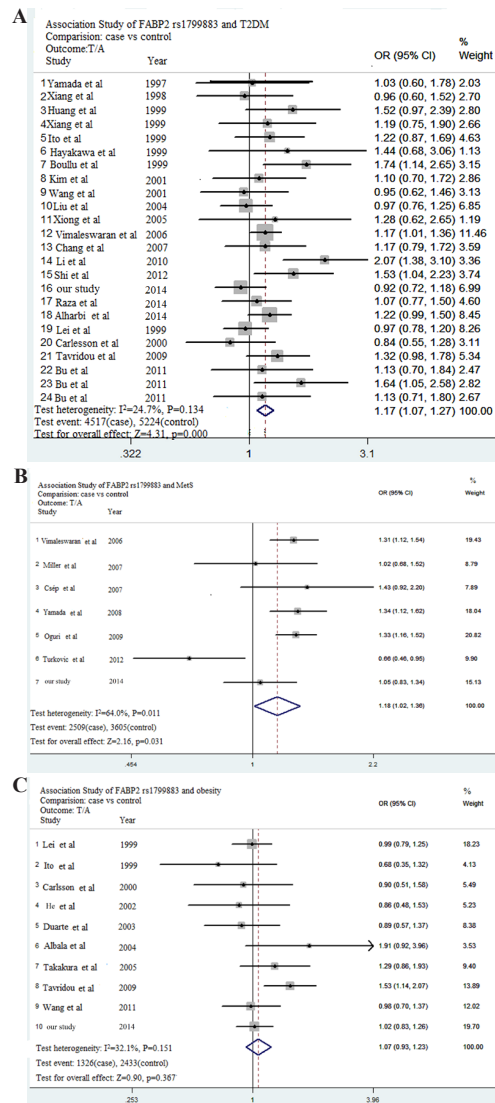 A
Association Study of FABP2 rs1799883 and T2DM
Comparision: case vs control
Outcome:T/A
Study Year OR (95% CI) % Weight
1 Yamada et al 1997 1.03 (0.60, 1.78) 2.03
2 Xiang et al 1998 0.96 (0.60, 1.52) 2.70
3 Huang et al 1999 1.52 (0.97, 2.39) 2.80
4 Xiang et al 1999 1.19 (0.75, 1.90) 2.66
5 Ito et al 1999 1.22 (0.87, 1.69) 4.63
6 Hayakawa et al 1999 1.44 (0.68, 3.06) 1.13
7 Boullu et al 1999 1.74 (1.14, 2.65) 3.15
8 Kim et al 2001 1.10 (0.70, 1.72) 2.86
9 Wang et al 2001 0.95 (0.62, 1.46) 3.13
10 Liu et al 2004 0.97 (0.76, 1.25) 6.85
11 Xiong et al 2005 1.28 (0.62, 2.65) 1.19
12 Vimaleswaran et al 2006 1.17 (1.01, 1.36) 11.46
13 Chang et al 2007 1.17 (0.79, 1.72) 3.59
14 Li et al 2010 2.07 (1.38, 3.10) 3.36
15 Shi et al 2012 1.53 (1.04, 2.23) 3.74
16 our study 2014 0.92 (0.72, 1.18) 6.99
17 Raza et al 2014 1.07 (0.77, 1.50) 4.60
18 Alharbi et al 2014 1.22 (0.99, 1.50) 8.45
19 Lei et al 1999 0.97 (0.78, 1.20) 8.26
20 Carlesson et al 2000 0.84 (0.55, 1.28) 3.11
21 Tavridou et al 2009 1.32 (0.98, 1.78) 5.34
22 Bu et al 2011 1.13 (0.70, 1.84) 2.47
23 Bu et al 2011 1.64 (1.05, 2.58) 2.82
24 Bu et al 2011 1.13 (0.71, 1.80) 2.67
Test heterogeneity: I²=24.7%, P=0.134 1.17 (1.07, 1.27) 100.00
Test event: 4517(case), 5224(control)
Test for overall effect: Z=4.31, p=0.000
.322 1 3.1
B
Association Study of FABP2 rs1799883 and MetS
Comparision: case vs control
Outcome: T/A
Study Year OR (95% CI) % Weight
1 Vimaleswaran et al 2006 1.31 (1.12, 1.54) 19.43
2 Miller et al 2007 1.02 (0.68, 1.52) 8.79
3 Csép et al 2007 1.43 (0.92, 2.20) 7.89
4 Yamada et al 2008 1.34 (1.12, 1.62) 18.04
5 Oguri et al 2009 1.33 (1.16, 1.52) 20.82
6 Turkovic et al 2012 0.66 (0.46, 0.95) 9.90
7 our study 2014 1.05 (0.83, 1.34) 15.13
Test heterogeneity: I²=64.0%, P=0.011 1.18 (1.02, 1.36) 100.00
Test event: 2509(case), 3605(control)
Test for overall effect: Z=2.16, p=0.031
.464 1 2.2
C
Association Study of FABP2 rs1799883 and obesity
Comparision: case vs control
Outcome: T/A
Study Year OR (95% CI) % Weight
1 Lei et al 1999 0.99 (0.79, 1.25) 18.23
2 Ito et al 1999 0.68 (0.35, 1.32) 4.13
3 Carlsson et al 2000 0.90 (0.51, 1.58) 5.49
4 He et al 2002 0.86 (0.48, 1.53) 5.23
5 Duarte et al 2003 0.89 (0.57, 1.37) 8.38
6 Albala et al 2004 1.91 (0.92, 3.96) 3.53
7 Takakura et al 2005 1.29 (0.86, 1.93) 9.40
8 Tavridou et al 2009 1.53 (1.14, 2.07) 13.89
9 Wang et al 2011 0.98 (0.70, 1.37) 12.02
10 our study 2014 1.02 (0.83, 1.26) 19.70
Test heterogeneity: I²=32.1%, P=0.151 1.07 (0.93, 1.23) 100.00
Test event: 1326(case), 2433(control)
Test for overall effect: Z=0.90, p=0.367
.253 1 3.96